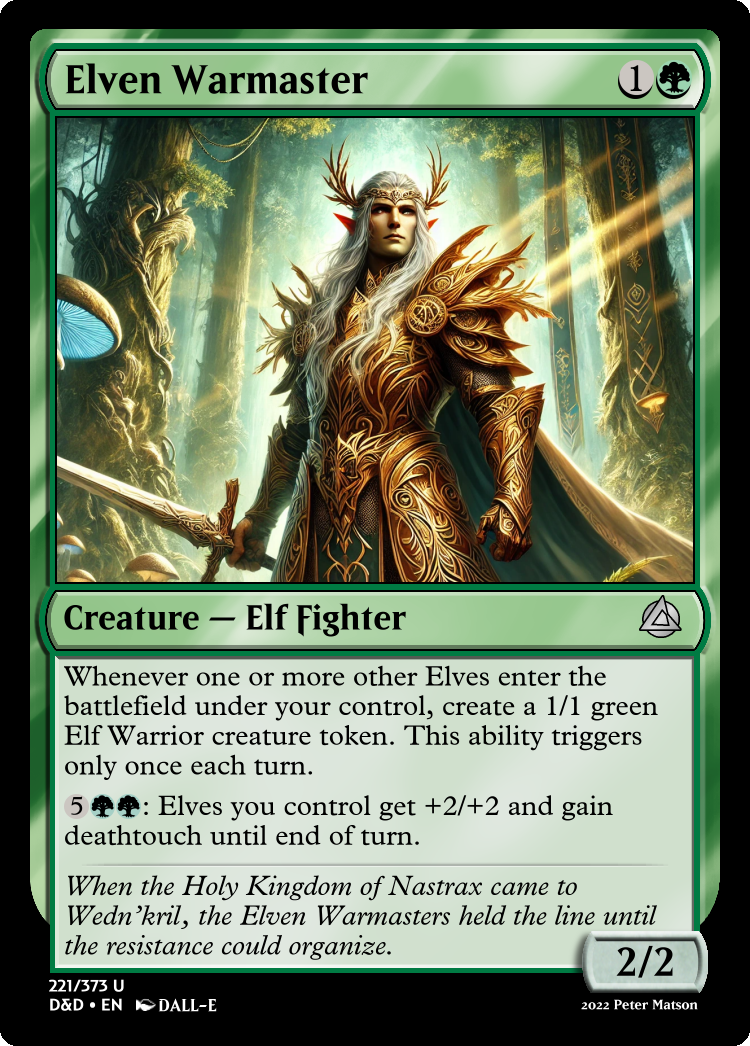 Elven Warmaster 1
Creature — Elf Fighter
Whenever one or more other Elves enter the
battlefield under your control, create a 1/1 green
Elf Warrior creature token. This ability triggers
only once each turn.
5: Elves you control get +2/+2 and gain
deathtouch until end of turn.
When the Holy Kingdom of Nastrax came to
Wedn’kril, the Elven Warmasters held the line until
the resistance could organize.
2/2
221/373 U
D&D • EN DALL-E
2022 Peter Matson